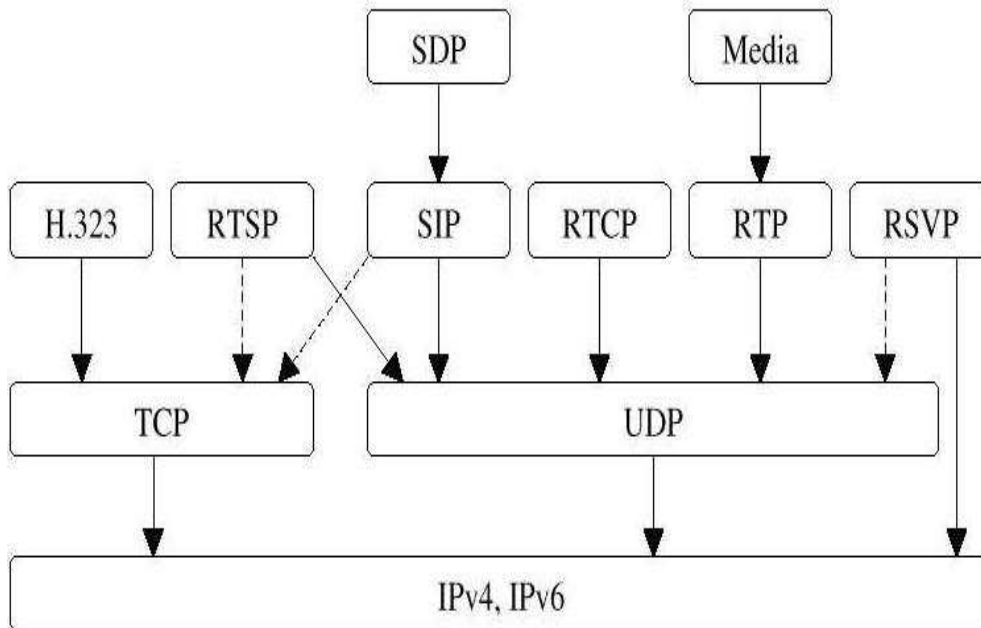 SDP
Media
H.323
RTSP
SIP
RTCP
RTP
RSVP
TCP
UDP
IPv4, IPv6